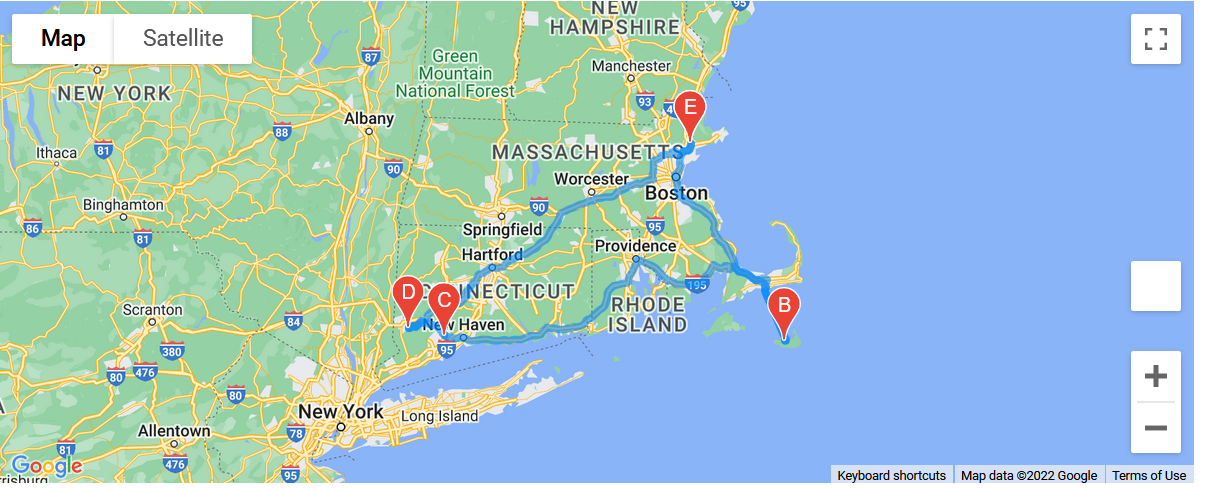 Map
Satellite
NEW
HAMPSHIRE
95
87
Green
Mountain
National Forest
Manchester
NEW YORK
93
E
Albany
88
Ithaca
81
MASSACHUSETTS
90
Worcester
Boston
Binghamton
90
86
81
Springfield
95
Hartford
Providence
195
D
C
B
CONNECTICUT
RHODE
ISLAND
Scranton
84
New Haven
380
95
476
80
80
New York
Long Island
Allentown
78
81
476
95
Google
Keyboard shortcuts
Map data ©2022 Google
Terms of Use